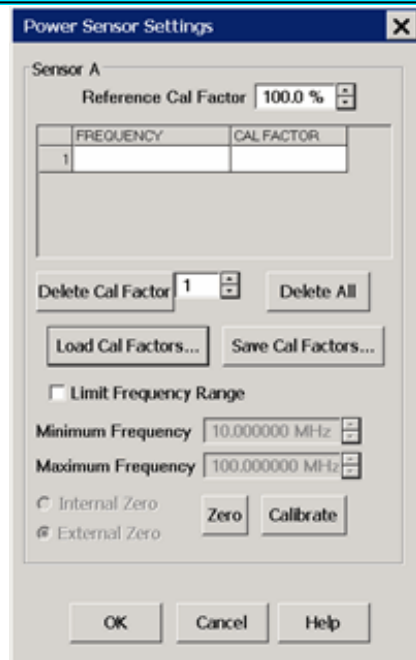 Power Sensor Settings
Sensor A
Reference Cal Factor 100.0 %
FREQUENCY CAL FACTOR
1
Delete Cal Factor 1 Delete All
Load Cal Factors... Save Cal Factors...
Limit Frequency Range
Minimum Frequency 10.000000 MHz
Maximum Frequency 100.000000 MHz
Internal Zero
Zero Calibrate
External Zero
OK Cancel Help